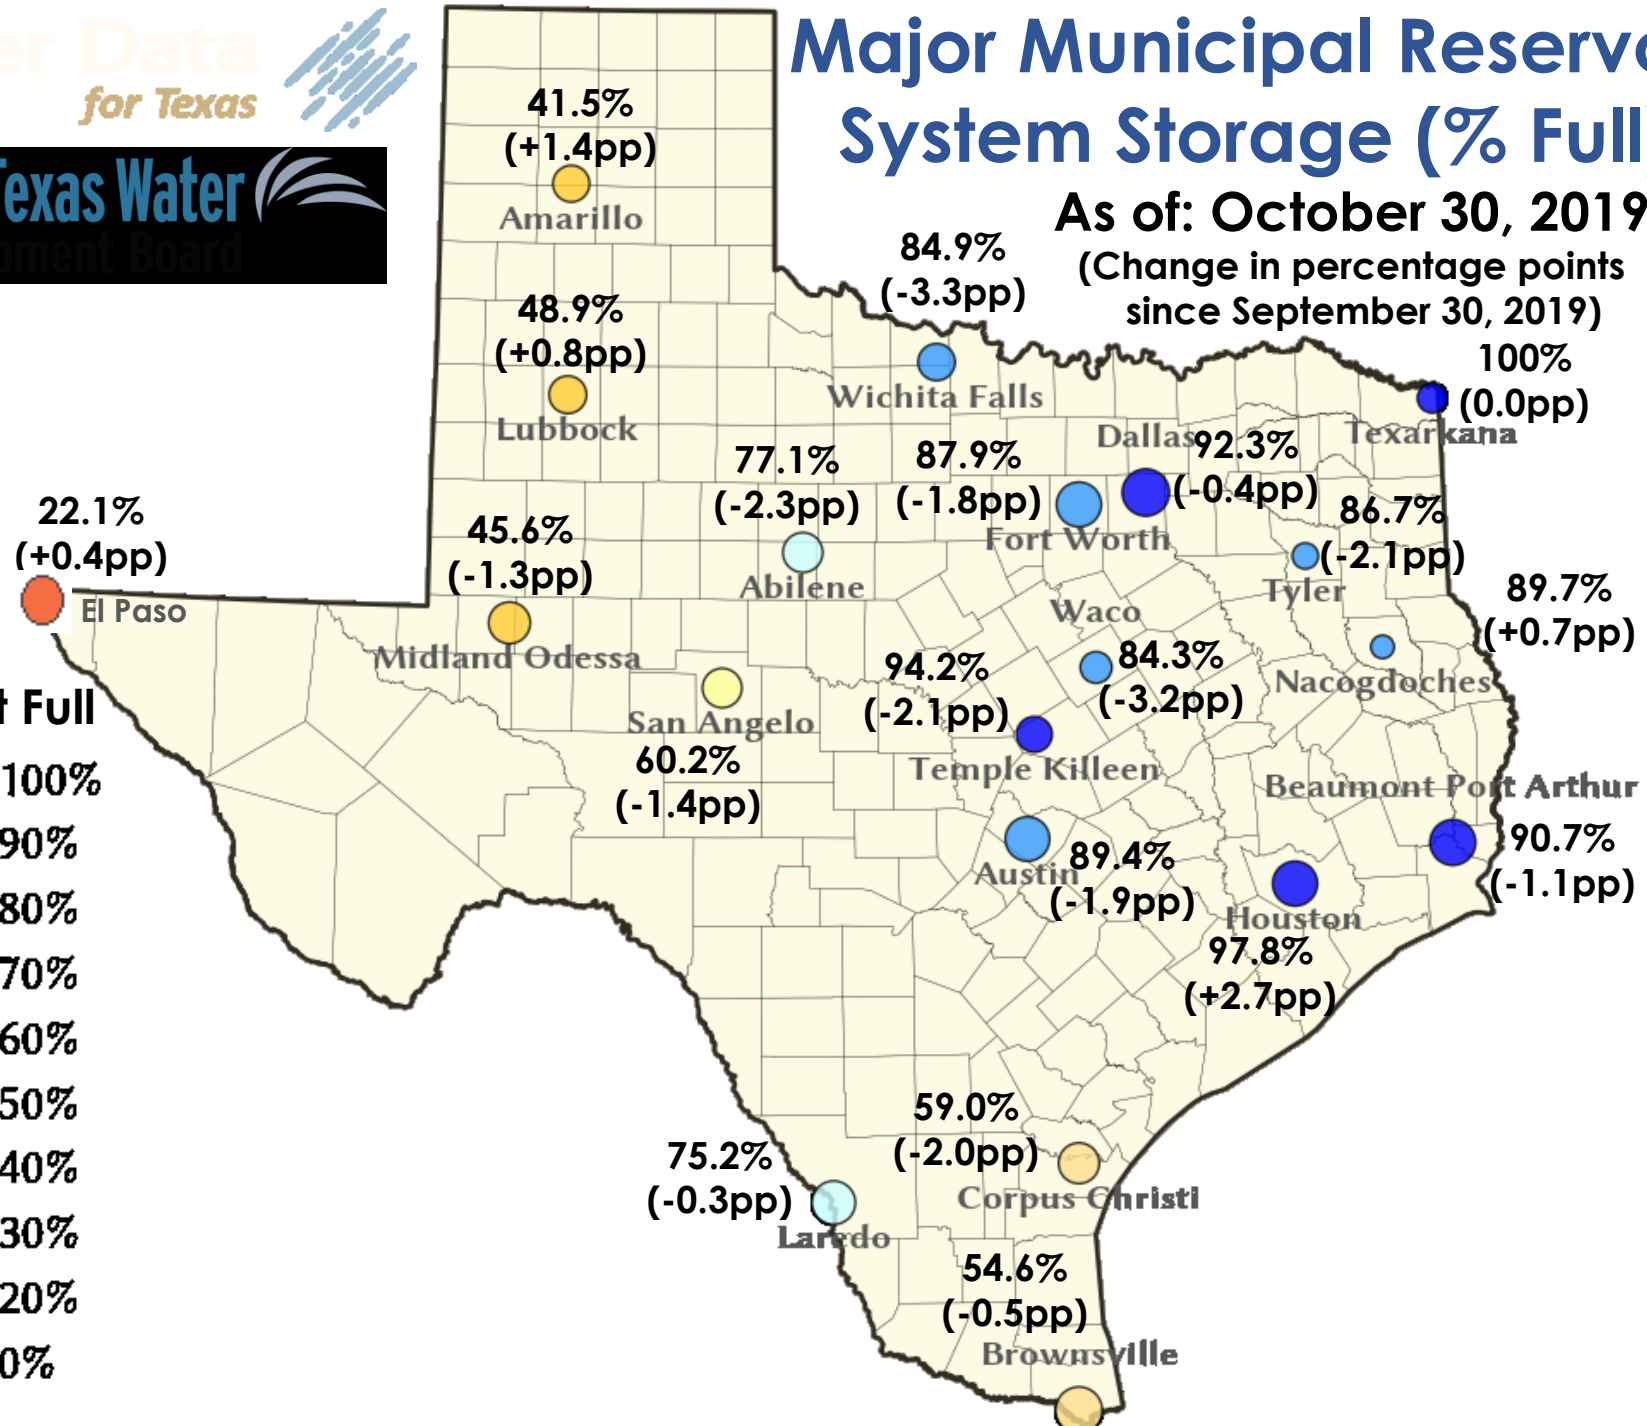 er Data
for Texas
Texas Water
opment Board
Major Municipal Reservo
System Storage (% Full
As of: October 30, 2019
(Change in percentage points
since September 30, 2019)
41.5%
(+1.4pp)
Amarillo
48.9%
(+0.8pp)
Lubbock
84.9%
(-3.3pp)
Wichita Falls
100%
(0.0pp)
Texarkana
77.1%
(-2.3pp)
Abilene
87.9%
(-1.8pp)
Fort Worth
Dallas
92.3%
(-0.4pp)
86.7%
(-2.1pp)
Tyler
22.1%
(+0.4pp)
El Paso
45.6%
(-1.3pp)
Midland Odessa
89.7%
(+0.7pp)
Nacogdoches
Waco
84.3%
(-3.2pp)
94.2%
(-2.1pp)
Temple Killeen
San Angelo
60.2%
(-1.4pp)
Beaumont Port Arthur
90.7%
(-1.1pp)
Austin
89.4%
(-1.9pp)
Houston
97.8%
(+2.7pp)
59.0%
(-2.0pp)
Corpus Christi
75.2%
(-0.3pp)
Laredo
54.6%
(-0.5pp)
Brownsville
t Full
100%
90%
80%
70%
60%
50%
40%
30%
20%
0%